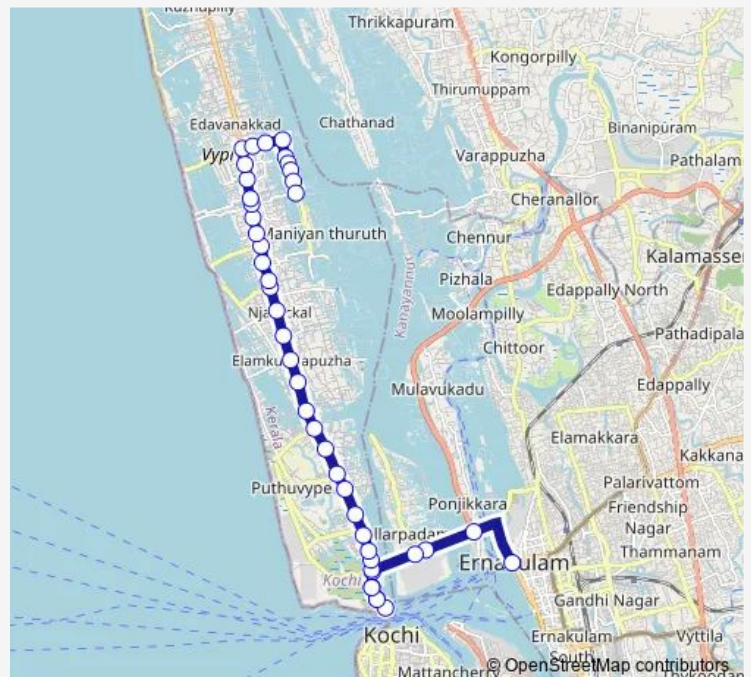 Kuzhupilly
Thrikkapuram
Kongorpilly
Thirumuppam
Edavanakkad
Chathanad
Binanipuram
Varappuzha
Pathalam
Cheranallor
Maniyan thuruth
Chennur
Kalamasser
Kanayannur
Pizhala
Edappally North
Moolampilly
Pathadipala
Chittoor
Mulavukadu
Edappally
Kerala
Elamakkara
Kakkana
Puthuvype
Palarivattom
Ponjikkara
Friendship
Nagar
Thammanam
Kochi
Gandhi Nagar
Kochi
Ernakulam
South
Vyttila
Mattancherry
© OpenStreetMap contributors